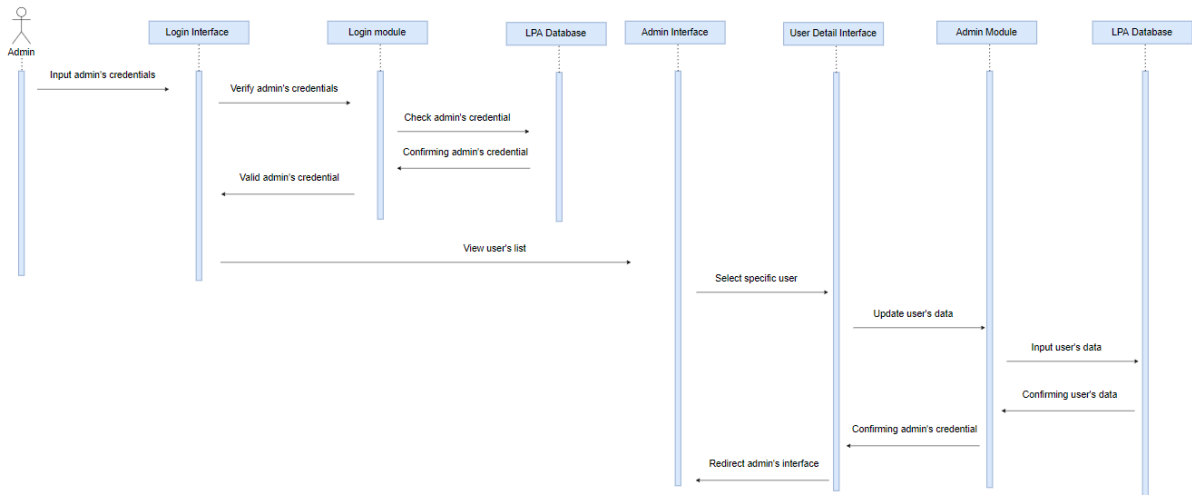 Admin
Login Interface
Login module
LPA Database
Admin Interface
User Detail Interface
Admin Module
LPA Database
Input admin's credentials
Verify admin's credentials
Check admin's credential
Confirming admin's credential
Valid admin's credential
View user's list
Select specific user
Update user's data
Input user's data
Confirming user's data
Confirming admin's credential
Redirect admin's interface